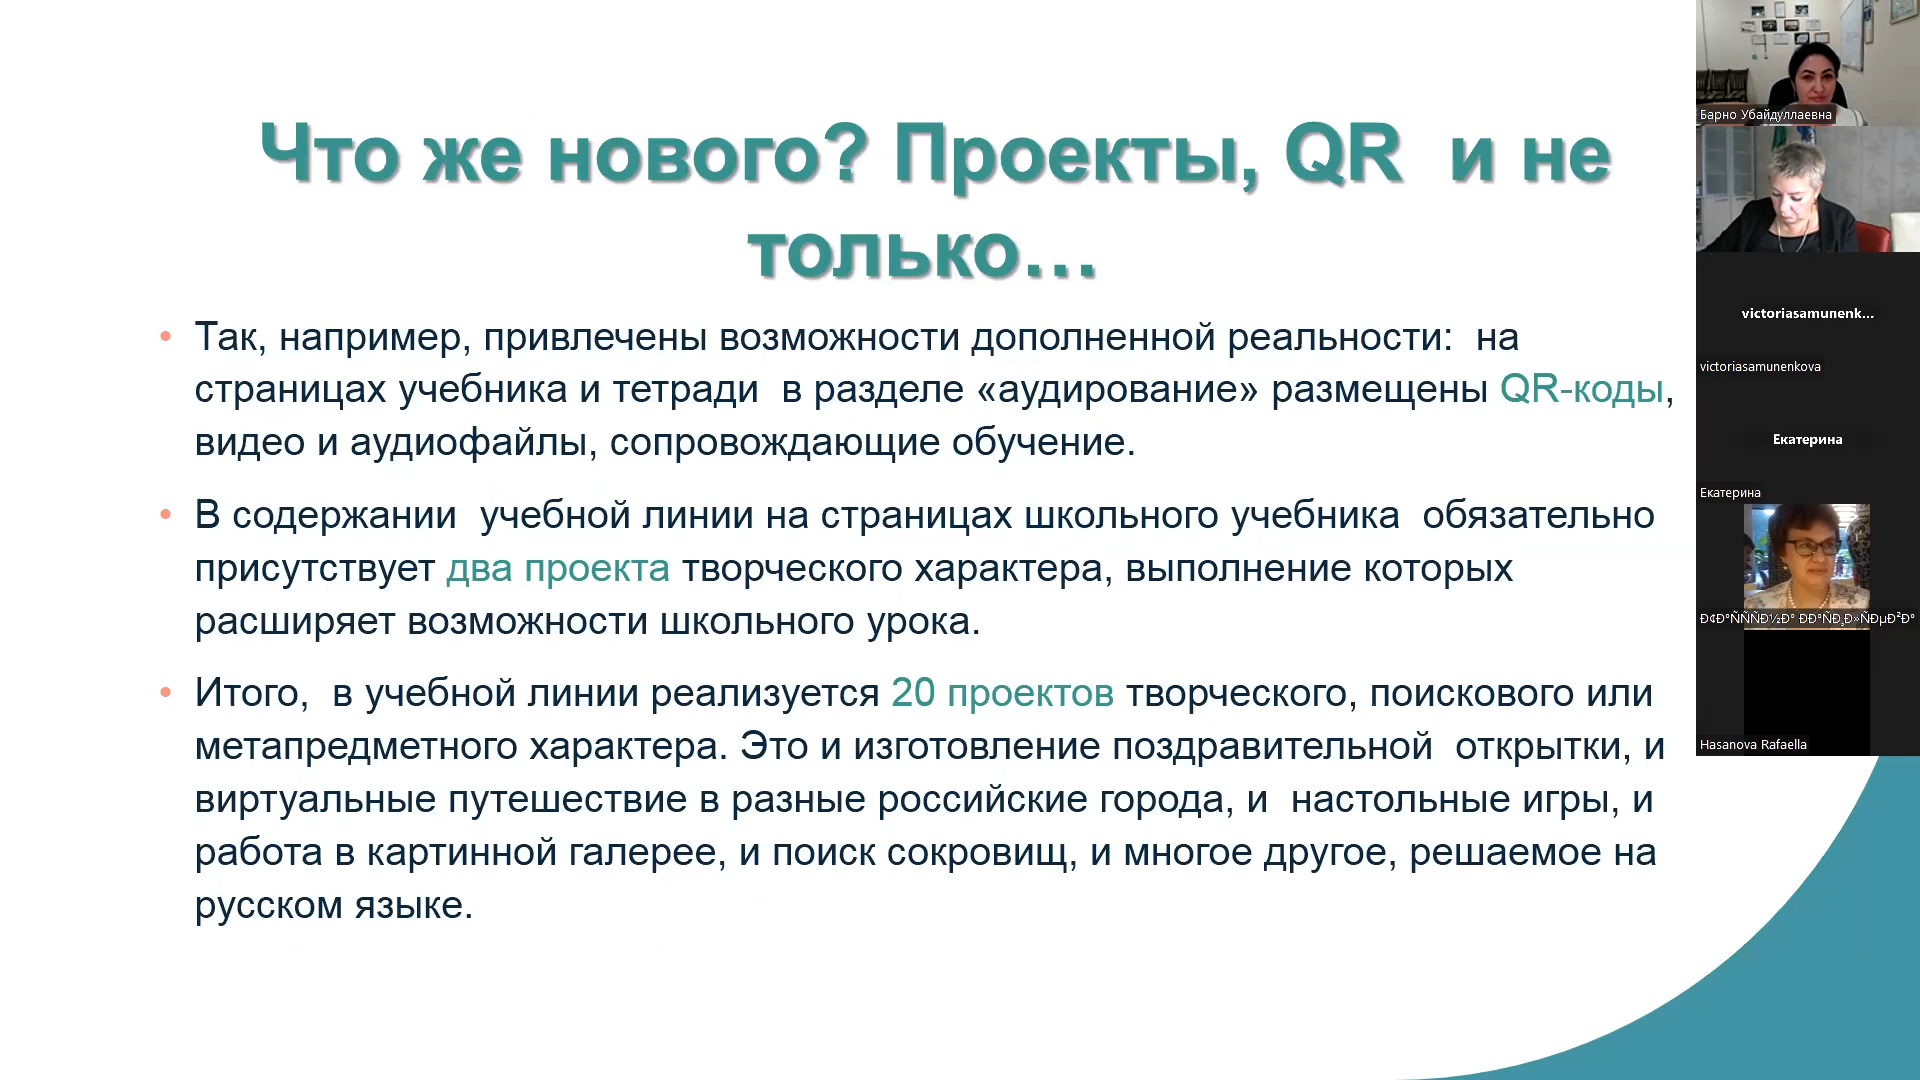 Что же нового? Проекты, QR  и не
только…
• Так, например, привлечены возможности дополненной реальности:  на
страницах учебника и тетради  в разделе «аудирование» размещены QR-коды,
видео и аудиофайлы, сопровождающие обучение.
• В содержании  учебной линии на страницах школьного учебника  обязательно
присутствует два проекта творческого характера, выполнение которых
расширяет возможности школьного урока.
• Итого,  в учебной линии реализуется 20 проектов творческого, поискового или
метапредметного характера. Это и изготовление поздравительной  открытки, и
виртуальные путешествие в разные российские города, и  настольные игры, и
работа в картинной галерее, и поиск сокровищ, и многое другое, решаемое на
русском языке.
Барно Убайдуллаевна
victoriasamunenk...
victoriasamunenkova
Екатерина
Екатерина
Hasanova Rafaella